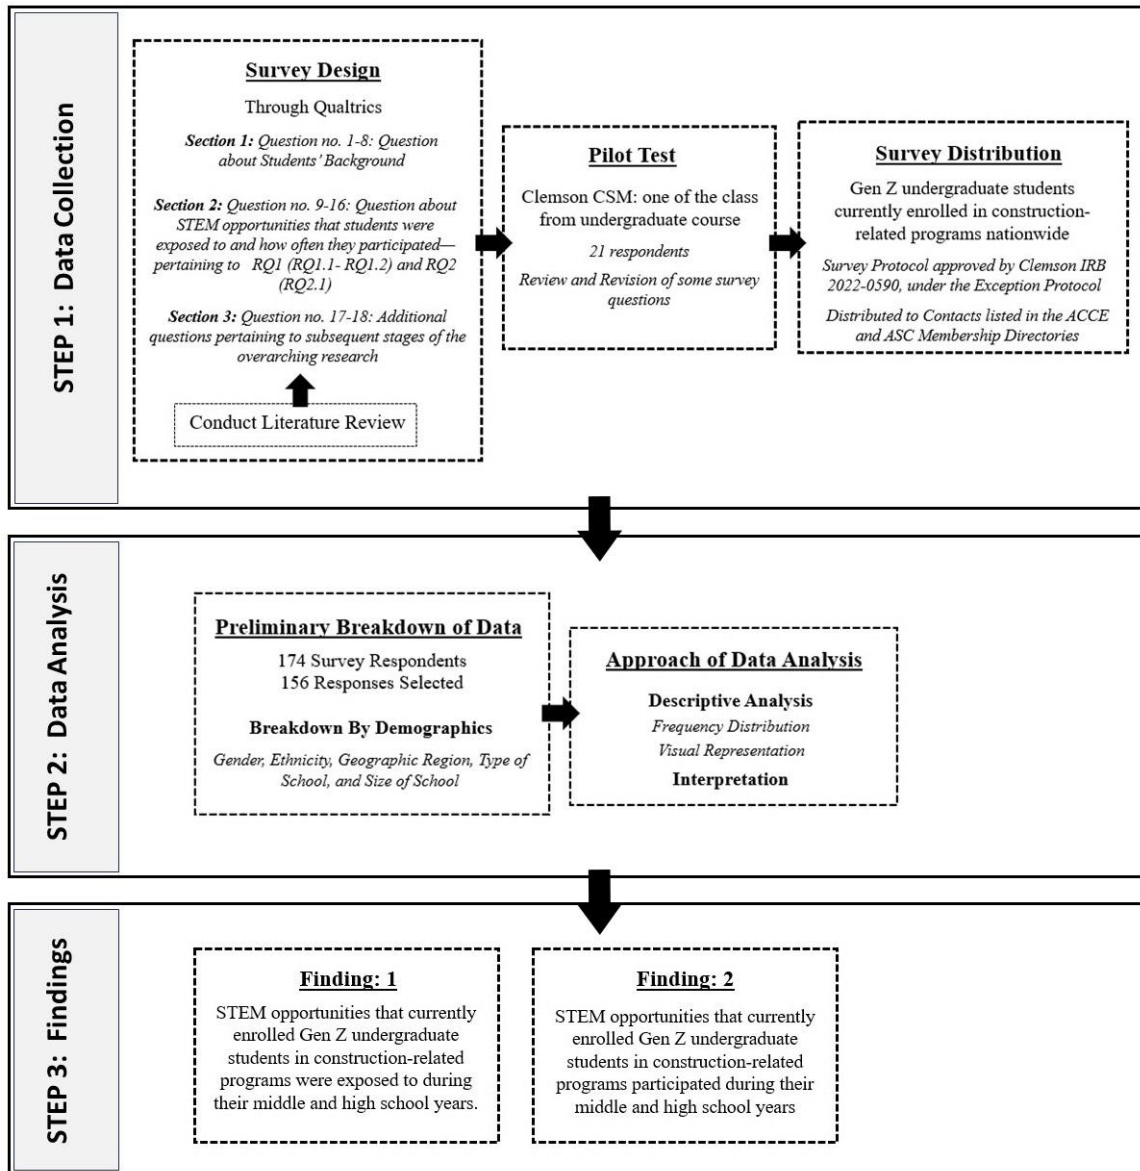 STEP 1: Data Collection
Survey Design
Through Qualtrics
Section 1: Question no. 1-8: Question
about Students' Background
Section 2: Question no. 9-16: Question about
STEM opportunities that students were
exposed to and how often they participated—
pertaining to RQ1 (RQ1.1- RQ1.2) and RQ2
(RQ2.1)
Section 3: Question no. 17-18: Additional
questions pertaining to subsequent stages of the
overarching research
Conduct Literature Review
Pilot Test
Clemson CSM: one of the class
from undergraduate course
21 respondents
Review and Revision of some survey
questions
Survey Distribution
Gen Z undergraduate students
currently enrolled in construction-
related programs nationwide
Survey Protocol approved by Clemson IRB
2022-0590, under the Exception Protocol
Distributed to Contacts listed in the ACCE
and ASC Membership Directories
STEP 2: Data Analysis
Preliminary Breakdown of Data
174 Survey Respondents
156 Responses Selected
Breakdown By Demographics
Gender, Ethnicity, Geographic Region, Type of
School, and Size of School
Approach of Data Analysis
Descriptive Analysis
Frequency Distribution
Visual Representation
Interpretation
STEP 3: Findings
Finding: 1
STEM opportunities that currently
enrolled Gen Z undergraduate
students in construction-related
programs were exposed to during
their middle and high school years.
Finding: 2
STEM opportunities that currently
enrolled Gen Z undergraduate
students in construction-related
programs participated during their
middle and high school years